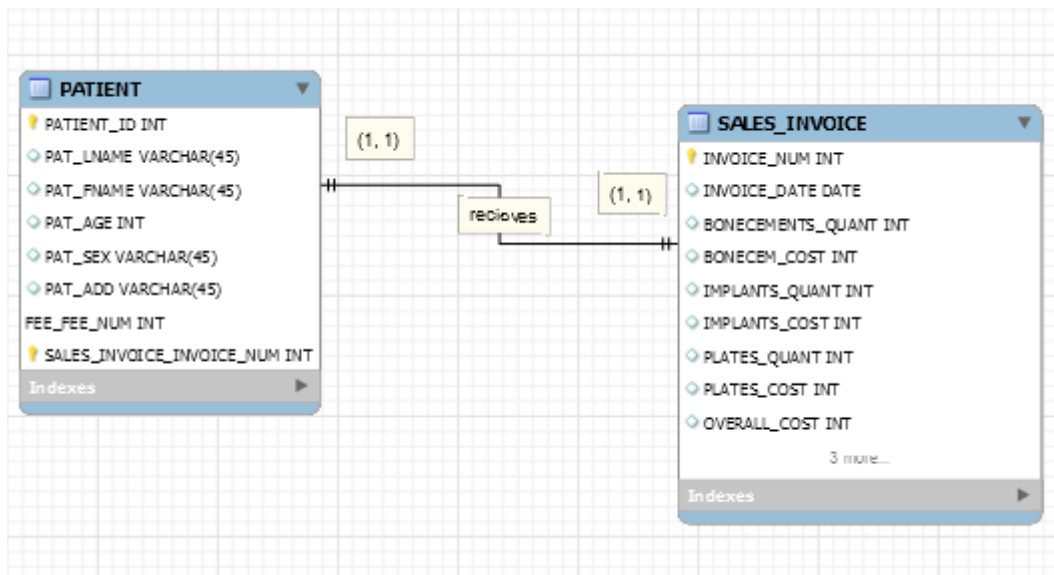 PATIENT
PATIENT_ID INT
PAT_LNAME VARCHAR(45)
PAT_FNAME VARCHAR(45)
PAT_AGE INT
PAT_SEX VARCHAR(45)
PAT_ADD VARCHAR(45)
FEE_FEE_NUM INT
SALES_INVOICE_INVOICE_NUM INT
Indexes
(1, 1)
recieves
(1, 1)
SALES_INVOICE
INVOICE_NUM INT
INVOICE_DATE DATE
BONECEMENTS_QUANT INT
BONECEM_COST INT
IMPLANTS_QUANT INT
IMPLANTS_COST INT
PLATES_QUANT INT
PLATES_COST INT
OVERALL_COST INT
3 more...
Indexes